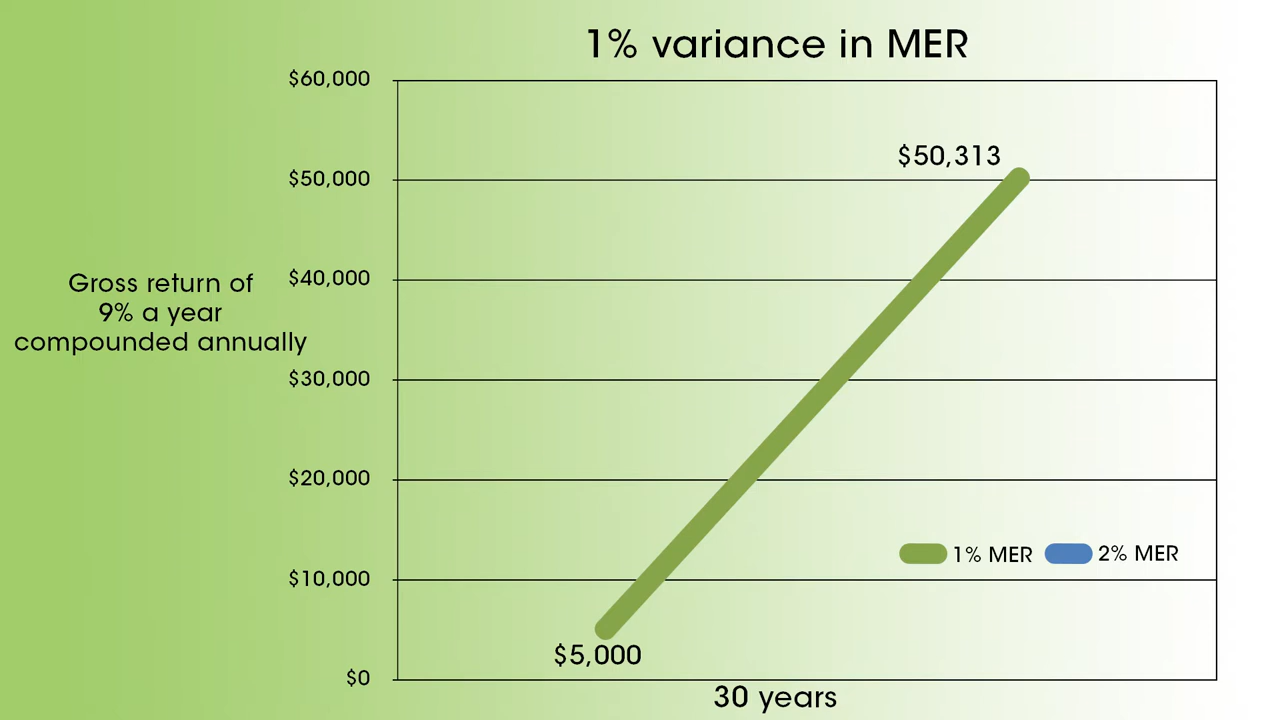 1% variance in MER
$60,000
$50,313
$50,000
Gross return of
9% a year
compounded annually
$40,000
$30,000
$20,000
1% MER
2% MER
$10,000
$5,000
$0
30 years